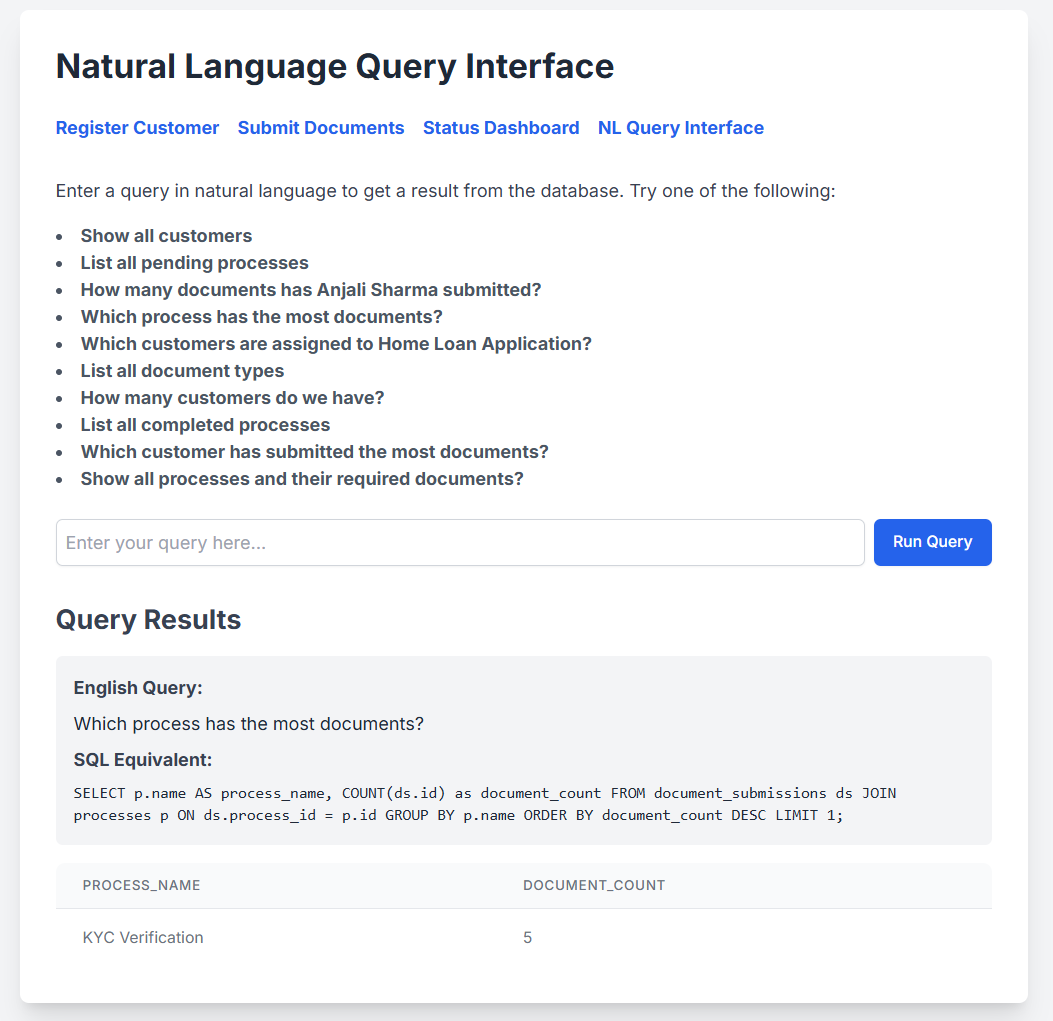 Natural Language Query Interface
Register Customer Submit Documents Status Dashboard NL Query Interface
Enter a query in natural language to get a result from the database. Try one of the following:
• Show all customers
• List all pending processes
• How many documents has Anjali Sharma submitted?
• Which process has the most documents?
• Which customers are assigned to Home Loan Application?
• List all document types
• How many customers do we have?
• List all completed processes
• Which customer has submitted the most documents?
• Show all processes and their required documents?
Enter your query here... Run Query
Query Results
English Query:
Which process has the most documents?
SQL Equivalent:
SELECT p.name AS process_name, COUNT(ds.id) as document_count FROM document_submissions ds JOIN
processes p ON ds.process_id = p.id GROUP BY p.name ORDER BY document_count DESC LIMIT 1;
PROCESS_NAME DOCUMENT_COUNT
KYC Verification 5